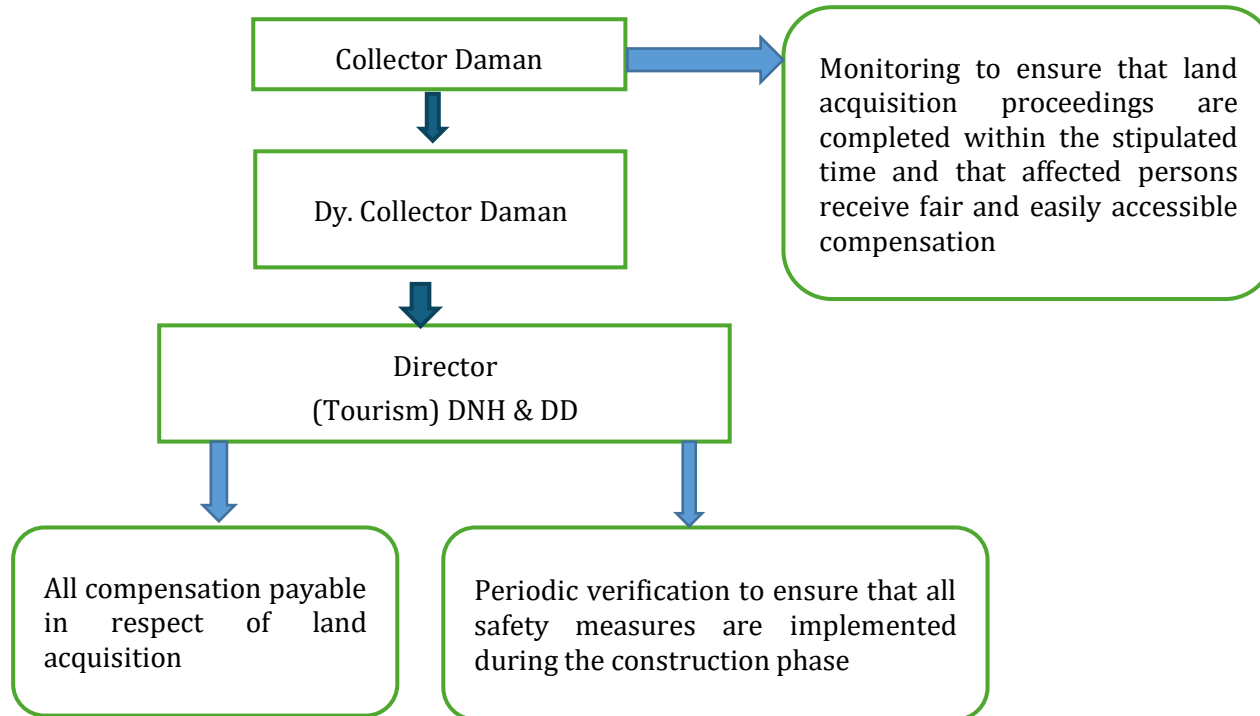 Collector Daman
Monitoring to ensure that land
acquisition proceedings are
completed within the stipulated
time and that affected persons
receive fair and easily accessible
compensation
Dy. Collector Daman
Director
(Tourism) DNH & DD
All compensation payable
in respect of land
acquisition
Periodic verification to ensure that all
safety measures are implemented
during the construction phase